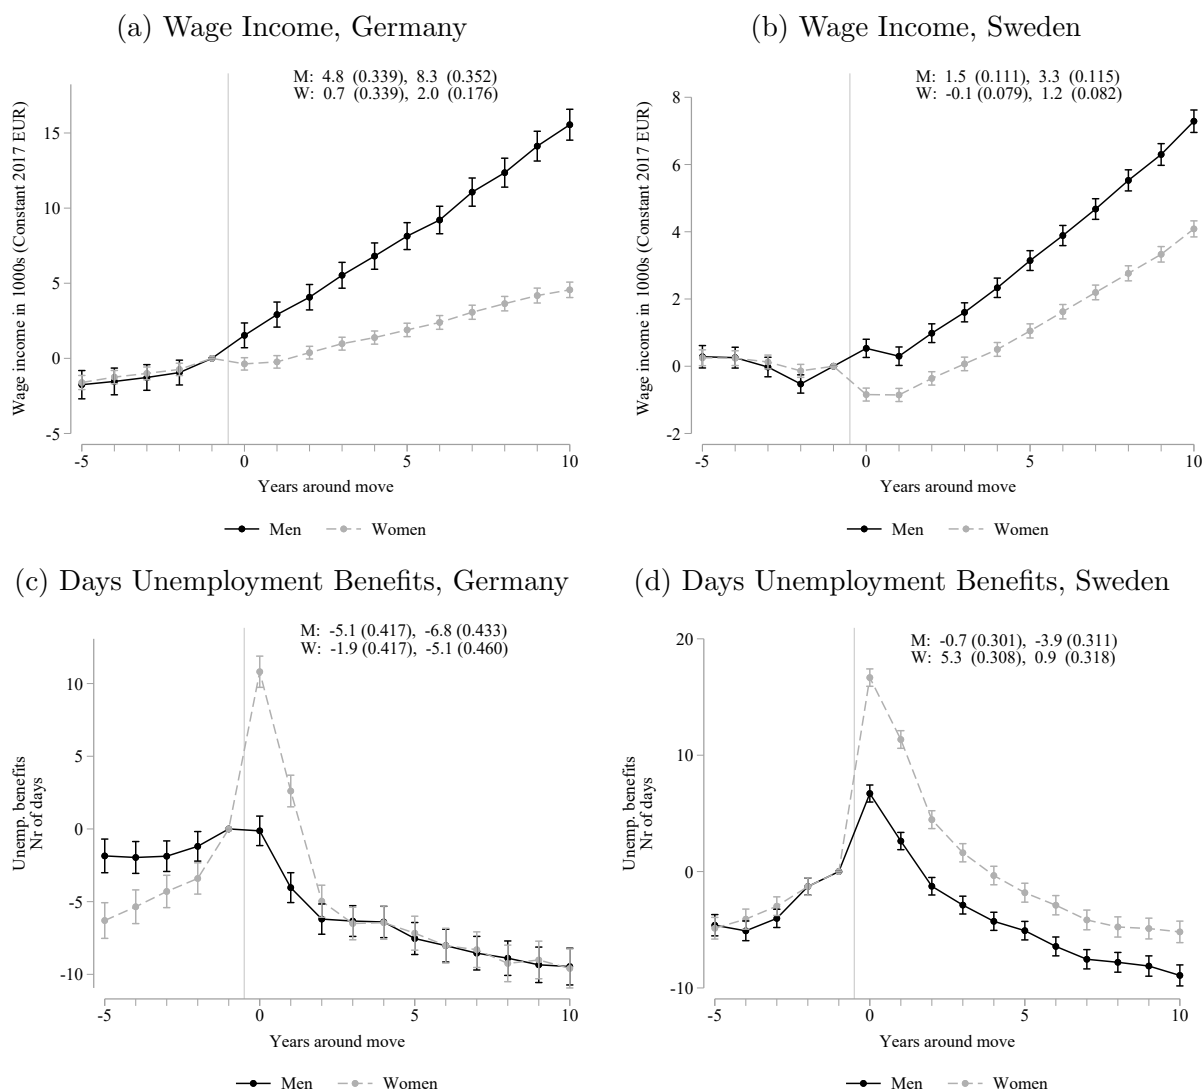 (a) Wage Income, Germany
M: 4.8 (0.339), 8.3 (0.352)
W: 0.7 (0.339), 2.0 (0.176)
Wage income in 1000s (Constant 2017 EUR)
15
10
5
0
-5
-5 0 5 10
Years around move
Men Women
(b) Wage Income, Sweden
M: 1.5 (0.111), 3.3 (0.115)
W: -0.1 (0.079), 1.2 (0.082)
Wage income in 1000s (Constant 2017 EUR)
8
6
4
2
0
-2
-5 0 5 10
Years around move
Men Women
(c) Days Unemployment Benefits, Germany
M: -5.1 (0.417), -6.8 (0.433)
W: -1.9 (0.417), -5.1 (0.460)
Unemp. benefits
Nr of days
10
5
0
-5
-10
-5 0 5 10
Years around move
Men Women
(d) Days Unemployment Benefits, Sweden
M: -0.7 (0.301), -3.9 (0.311)
W: 5.3 (0.308), 0.9 (0.318)
Unemp. benefits
Nr of days
20
10
0
-10
-5 0 5 10
Years around move
Men Women